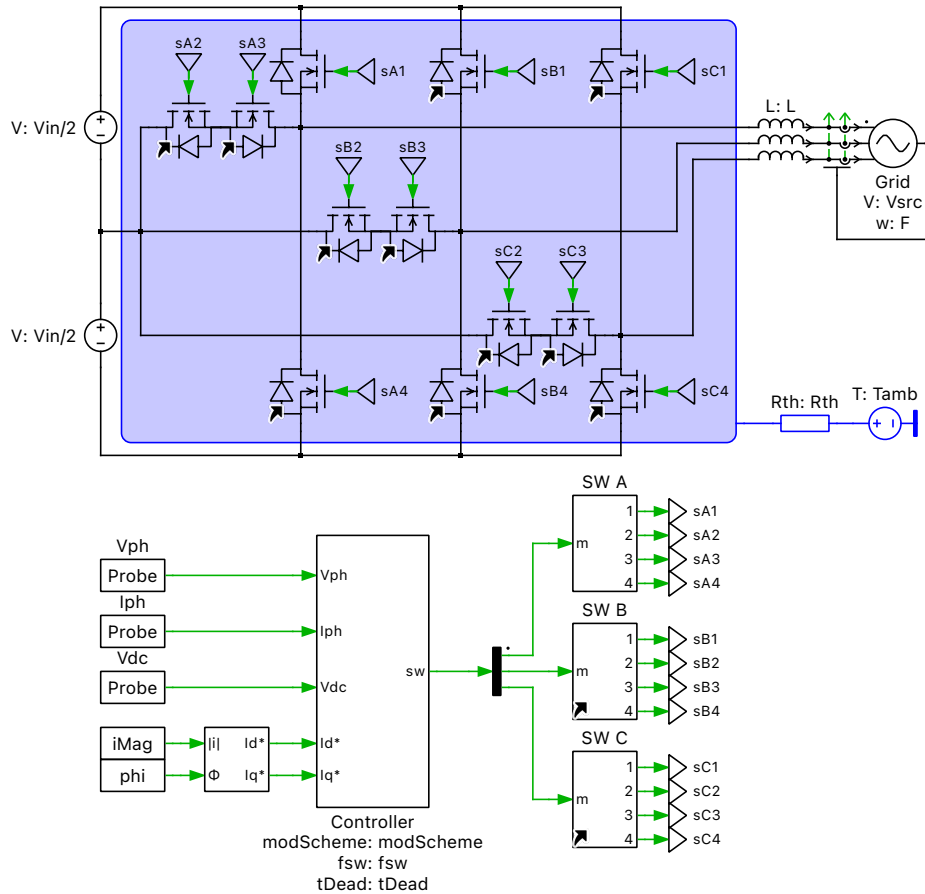 sA2
sA3
sA1
sB1
sC1
L: L
V: Vin/2
sB2
sB3
Grid
V: Vsrc
w: F
sC2
sC3
V: Vin/2
sA4
sB4
sC4
Rth: Rth
T: Tamb
SW A
m
1
2
3
4
sA1
sA2
sA3
sA4
Vph
Probe
Iph
Probe
Vdc
Probe
iMag
phi
|i|
Φ
Id*
Iq*
Vph
Iph
Vdc
Id*
Iq*
sw
Controller
modScheme: modScheme
fsw: fsw
tDead: tDead
SW B
m
1
2
3
4
sB1
sB2
sB3
sB4
SW C
m
1
2
3
4
sC1
sC2
sC3
sC4